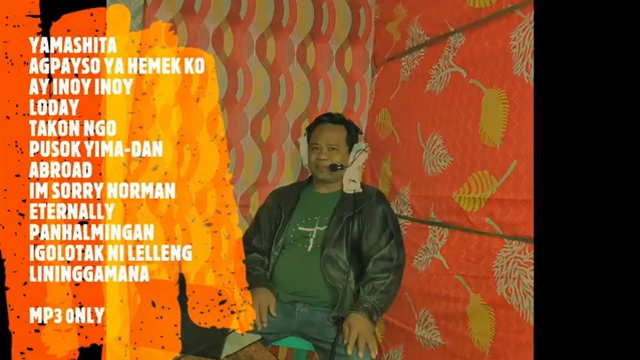 YAMASHITA
AGPAYSO YA HEMEK KO
AY INOY INOY
LODAY
TAKON NGO
PUSOK YIMA-DAN
ABROAD
IM SORRY NORMAN
ETERNALLY
PANHALMINGAN
IGOLOTAK NI LELLENG
LININGGAMANA
MP3 ONLY